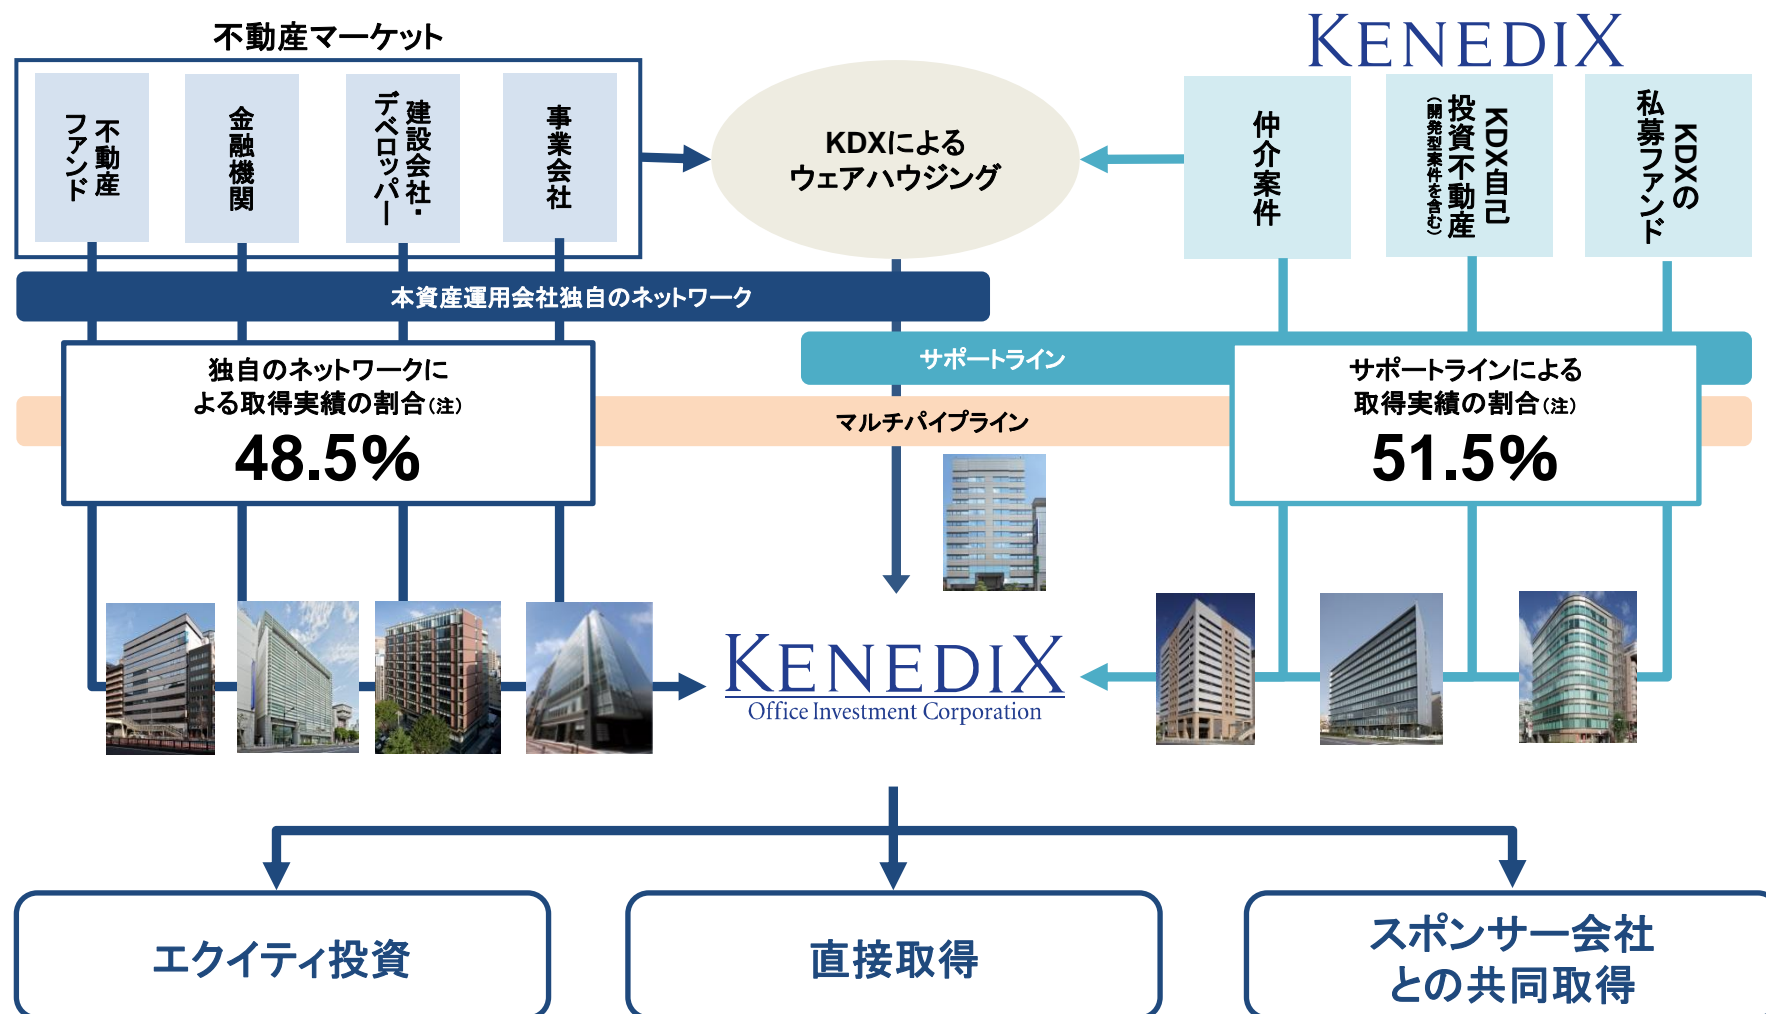 不動産マーケット
KENEDIX
不動産
ファンド
金融機関
建設会社・
デベロッパー
事業会社
KDXによる
ウェアハウジング
仲介案件
KDX自己
投資不動産
（開発型案件を含む）
KDXの
私募ファンド
本資産運用会社独自のネットワーク
サポートライン
独自のネットワークに
よる取得実績の割合（注）
48.5%
マルチパイプライン
サポートラインによる
取得実績の割合（注）
51.5%
KENEDIX
Office Investment Corporation
エクイティ投資
直接取得
スポンサー会社
との共同取得